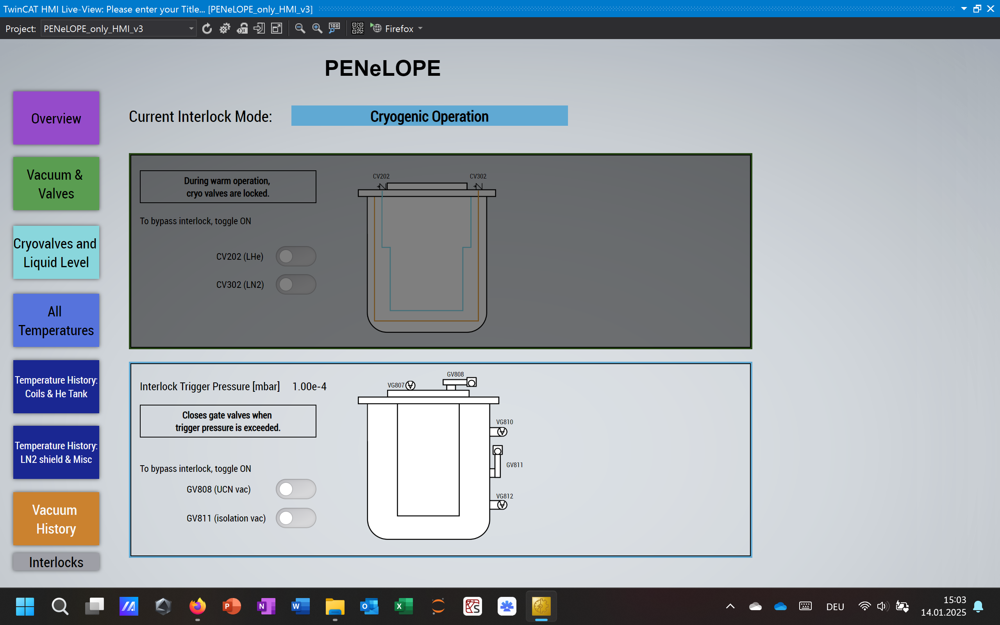 TwinCAT HMI Live-View: Please enter your Title... [PENeLOPE_only_HMI_v3]
Project: PENeLOPE_only_HMI_v3 Firefox
PENeLOPE
Current Interlock Mode: Cryogenic Operation
Overview
Vacuum &
Valves
Cryovalves and
Liquid Level
All
Temperatures
Temperature History:
Coils & He Tank
Temperature History:
LN2 shield & Misc
Vacuum
History
Interlocks
During warm operation,
cryo valves are locked.
To bypass interlock, toggle ON
CV202 (LHe)
CV302 (LN2)
CV202 CV302
Interlock Trigger Pressure [mbar] 1.00e-4
Closes gate valves when
trigger pressure is exceeded.
To bypass interlock, toggle ON
GV808 (UCN vac)
GV811 (isolation vac)
GV808
VG807
VG810
GV811
VG812
DEU
15:03
14.01.2025